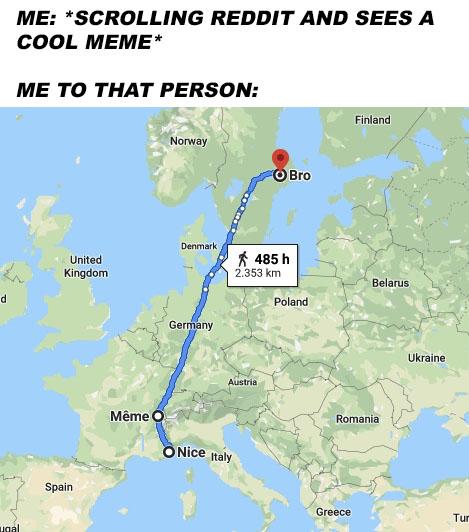 ME: *SCROLLING REDDIT AND SEES A
COOL MEME*
ME TO THAT PERSON:
Finland
Norway
Bro
Denmark
485 h
2.353 km
United
Kingdom
d
Belarus
Poland
Germany
Ukraine
Austria
Même
Romania
Nice
Italy
Spain
Greece
Tur
ugal